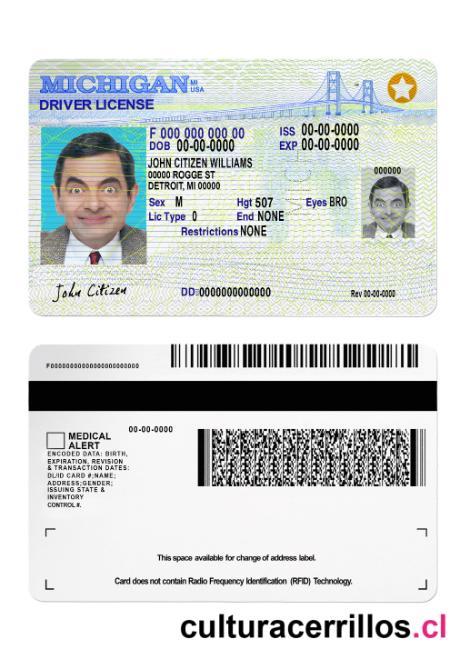 MICHIGAN MI USA
DRIVER LICENSE
F 000 000 000 00 ISS 00-00-0000
DOB 00-00-0000 EXP 00-00-0000
JOHN CITIZEN WILLIAMS
00000 ROGGE ST
DETROIT, MI 00000
000000
Sex M Hgt 507 Eyes BRO
Lic Type 0 End NONE
Restrictions NONE
John Citizen
DD:0000000000000
Rev 00-00-0000
F00000000000000000000000
00-00-0000
MEDICAL
ALERT
ENCODED DATA: BIRTH,
EXPIRATION, REVISION
& TRANSACTION DATES:
DL/ID CARD #;NAME;
ADDRESS;GENDER;
ISSUING STATE &
INVENTORY
CONTROL #.
This space available for change of address label.
Card does not contain Radio Frequency Identification (RFID) Technology.
culturacerrillos.cl